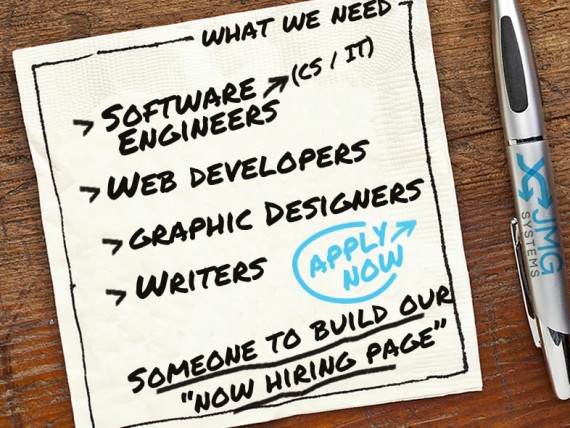 WHAT WE NEED
SOFTWARE (CS / IT)
ENGINEERS
WEB DEVELOPERS
GRAPHIC DESIGNERS
WRITERS
APPLY
NOW
SOMEONE TO BUILD OUR
"NOW HIRING PAGE"
JMG
SYSTEMS